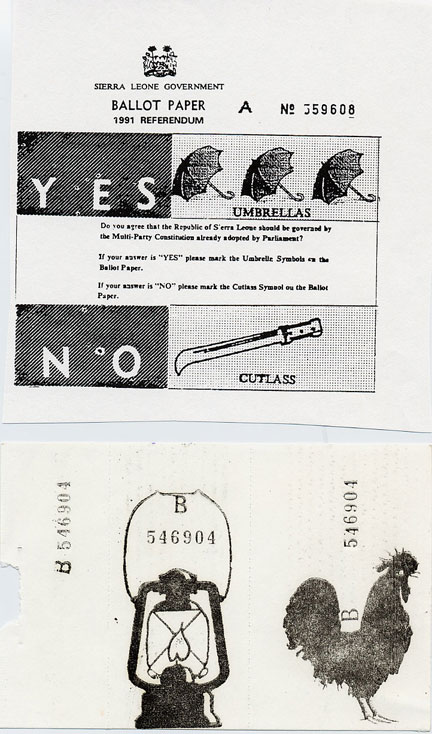 SIERRA LEONE GOVERNMENT
BALLOT PAPER A Nº 559608
1991 REFERENDUM
YES
UMBRELLAS
Do you agree that the Republic of Sierra Leone should be governed by
the Multi-Party Constitution already adopted by Parliament?
If your answer is "YES" please mark the Umbrella Symbols on the
Ballot Paper.
If your answer is "NO" please mark the Cutlass Symbol on the Ballot
Paper.
NO
CUTLASS
B 546904
B
546904
B 546904